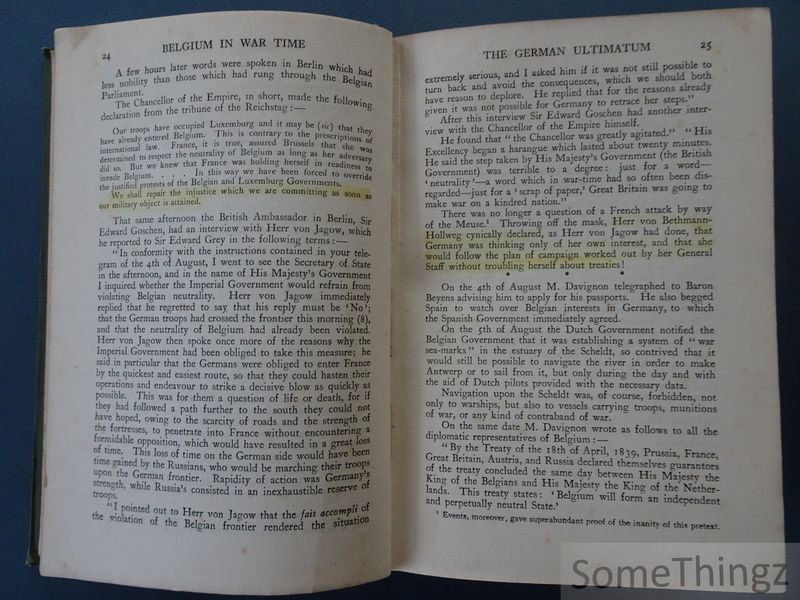 24
BELGIUM IN WAR TIME
A few hours later words were spoken in Berlin which had
less nobility than those which had rung through the Belgian
Parliament.
The Chancellor of the Empire, in short, made the following
declaration from the tribune of the Reichstag:—
Our troops have occupied Luxemburg and it may be (sic) that they
have already entered Belgium. This is contrary to the prescriptions of
international law. France, it is true, assured Brussels that she was
determined to respect the neutrality of Belgium as long as her adversary
did so. But we knew that France was holding herself in readiness to
invade Belgium. . . . . In this way we have been forced to override
the justified protests of the Belgian and Luxemburg Governments.
We shall repair the injustice which we are committing as soon as
our military object is attained.
That same afternoon the British Ambassador in Berlin, Sir
Edward Goschen, had an interview with Herr von Jagow, which
he reported to Sir Edward Grey in the following terms:—
"In conformity with the instructions contained in your tele-
gram of the 4th of August, I went to see the Secretary of State
in the afternoon, and in the name of His Majesty's Government
I inquired whether the Imperial Government would refrain from
violating Belgian neutrality. Herr von Jagow immediately
replied that he regretted to say that his reply must be 'No';
that the German troops had crossed the frontier this morning (8),
and that the neutrality of Belgium had already been violated.
Herr von Jagow then spoke once more of the reasons why the
Imperial Government had been obliged to take this measure; he
said in particular that the Germans were obliged to enter France
by the quickest and easiest route, so that they could hasten their
operations and endeavour to strike a decisive blow as quickly as
possible. This was for them a question of life or death, for if
they had followed a path further to the south they could not
have hoped, owing to the scarcity of roads and the strength of
the fortresses, to penetrate into France without encountering a
formidable opposition, which would have resulted in a great loss
of time. This loss of time on the German side would have been
time gained by the Russians, who would be marching their troops
upon the German frontier. Rapidity of action was Germany's
strength, while Russia's consisted in an inexhaustible reserve of
troops.
"I pointed out to Herr von Jagow that the fait accompli of
the violation of the Belgian frontier rendered the situation
THE GERMAN ULTIMATUM
25
extremely serious, and I asked him if it was not still possible to
turn back and avoid the consequences, which we should both
have reason to deplore. He replied that for the reasons already
given it was not possible for Germany to retrace her steps."
After this interview Sir Edward Goschen had another inter-
view with the Chancellor of the Empire himself.
He found that "the Chancellor was greatly agitated." "His
Excellency began a harangue which lasted about twenty minutes.
He said the step taken by His Majesty's Government (the British
Government) was terrible to a degree: just for a word—
'neutrality'—a word which in war-time had so often been dis-
regarded—just for a 'scrap of paper,' Great Britain was going to
make war on a kindred nation."
There was no longer a question of a French attack by way
of the Meuse.¹ Throwing off the mask, Herr von Bethmann-
Hollweg cynically declared, as Herr von Jagow had done, that
Germany was thinking only of her own interest, and that she
would follow the plan of campaign worked out by her General
Staff without troubling herself about treaties!
On the 4th of August M. Davignon telegraphed to Baron
Beyens advising him to apply for his passports. He also begged
Spain to watch over Belgian interests in Germany, to which
the Spanish Government immediately agreed.
On the 5th of August the Dutch Government notified the
Belgian Government that it was establishing a system of "war
sea-marks" in the estuary of the Scheldt, so contrived that it
would still be possible to navigate the river in order to make
Antwerp or to sail from it, but only during the day and with
the aid of Dutch pilots provided with the necessary data.
Navigation upon the Scheldt was, of course, forbidden, not
only to warships, but also to vessels carrying troops, munitions
of war, or any kind of contraband of war.
On the same date M. Davignon wrote as follows to all the
diplomatic representatives of Belgium:—
"By the Treaty of the 18th of April, 1839, Prussia, France,
Great Britain, Austria, and Russia declared themselves guarantors
of the treaty concluded the same day between His Majesty the
King of the Belgians and His Majesty the King of the Nether-
lands. This treaty states: 'Belgium will form an independent
and perpetually neutral State.'
¹ Events, moreover, gave superabundant proof of the inanity of this pretext.
SomeThingz